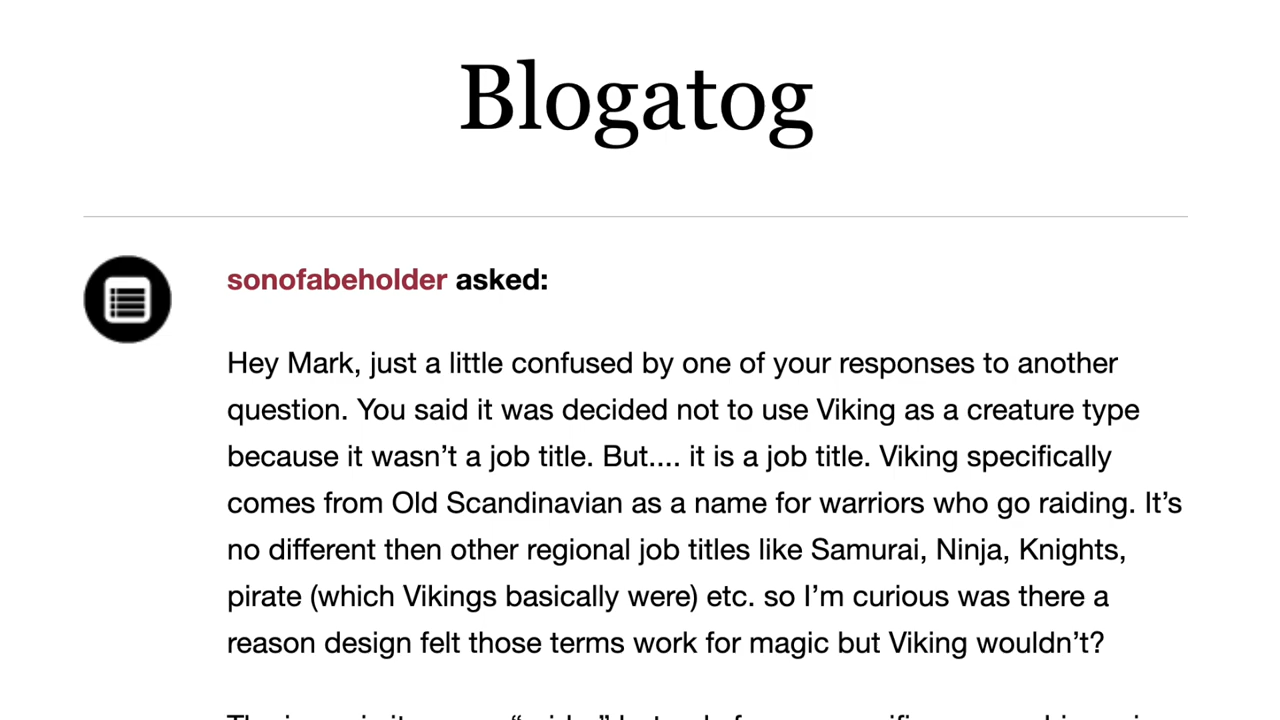 Blogatog
sonofabeholder asked:
Hey Mark, just a little confused by one of your responses to another
question. You said it was decided not to use Viking as a creature type
because it wasn’t a job title. But.... it is a job title. Viking specifically
comes from Old Scandinavian as a name for warriors who go raiding. It’s
no different then other regional job titles like Samurai, Ninja, Knights,
pirate (which Vikings basically were) etc. so I’m curious was there a
reason design felt those terms work for magic but Viking wouldn’t?